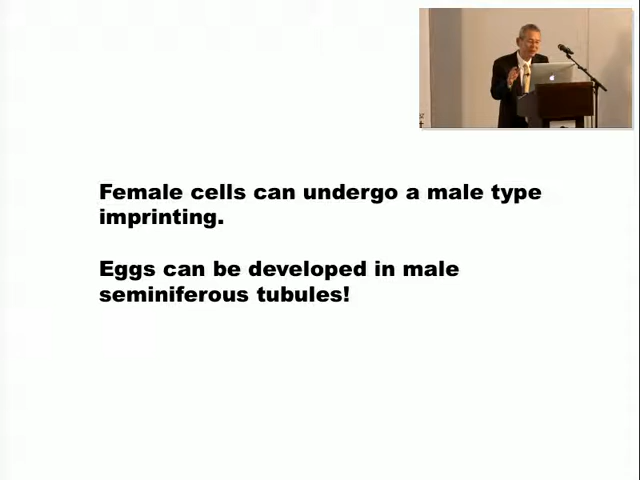 Female cells can undergo a male type
imprinting.
Eggs can be developed in male
seminiferous tubules!